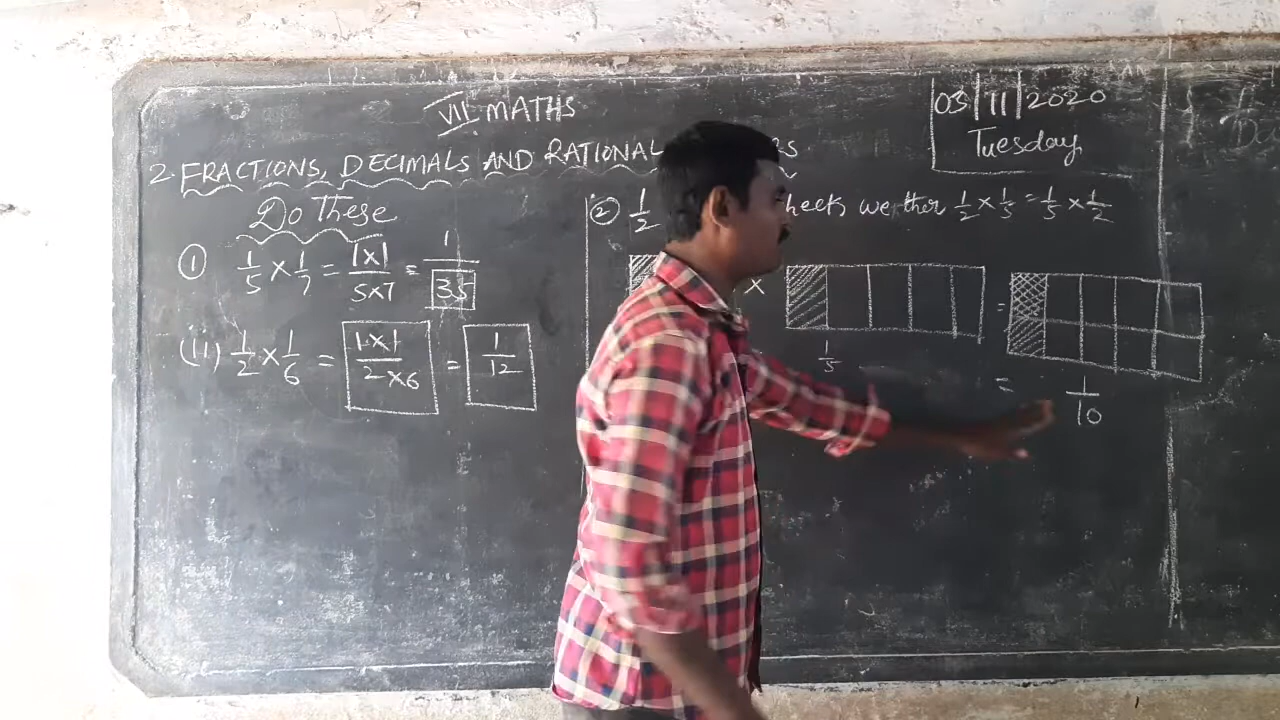 VII MATHS
03|11|2020
Tuesday
2. FRACTIONS, DECIMALS AND RATIONAL
Do These
① 1/5 × 1/7 = 1×1/5×7 = 1/35
(ii) 1/2 × 1/6 = 1×1/2×6 = 1/12
② 1/2 wether 1/2 × 1/5 = 1/5 × 1/2
× =
1/5 = 1/10